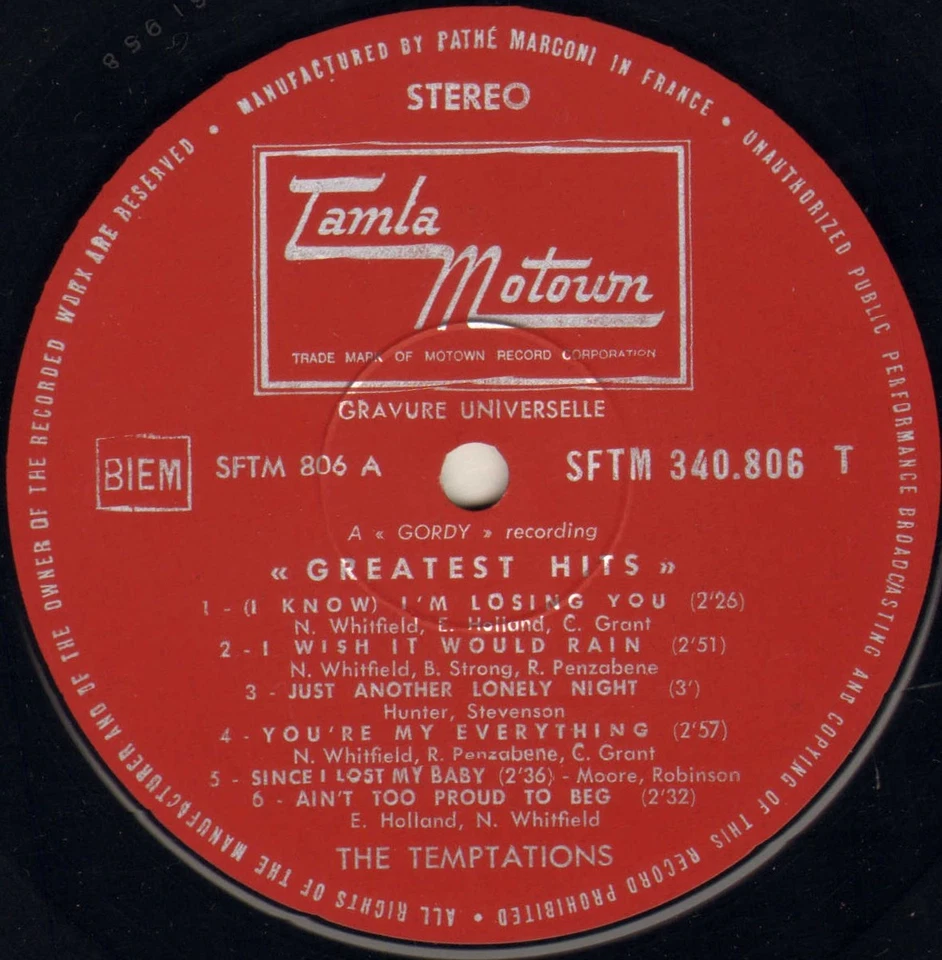 61958
ALL RIGHTS OF THE MANUFACTURER AND OF THE OWNER OF THE RECORDED WORK ARE RESERVED • MANUFACTURED BY PATHÉ MARCONI IN FRANCE • UNAUTHORIZED PUBLIC PERFORMANCE BROADCASTING AND COPYING OF THIS RECORD PROHIBITED •
STEREO
Tamla
Motown
TRADE MARK OF MOTOWN RECORD CORPORATION
GRAVURE UNIVERSELLE
BIEM SFTM 806 A SFTM 340.806 T
A « GORDY » recording
« GREATEST HITS »
1 - (I KNOW) I'M LOSING YOU (2'26)
N. Whitfield, E. Holland, C. Grant
2 - I WISH IT WOULD RAIN (2'51)
N. Whitfield, B. Strong, R. Penzabene
3 - JUST ANOTHER LONELY NIGHT (3')
Hunter, Stevenson
4 - YOU'RE MY EVERYTHING (2'57)
N. Whitfield, R. Penzabene, C. Grant
5 - SINCE I LOST MY BABY (2'36) - Moore, Robinson
6 - AIN'T TOO PROUD TO BEG (2'32)
E. Holland, N. Whitfield
THE TEMPTATIONS